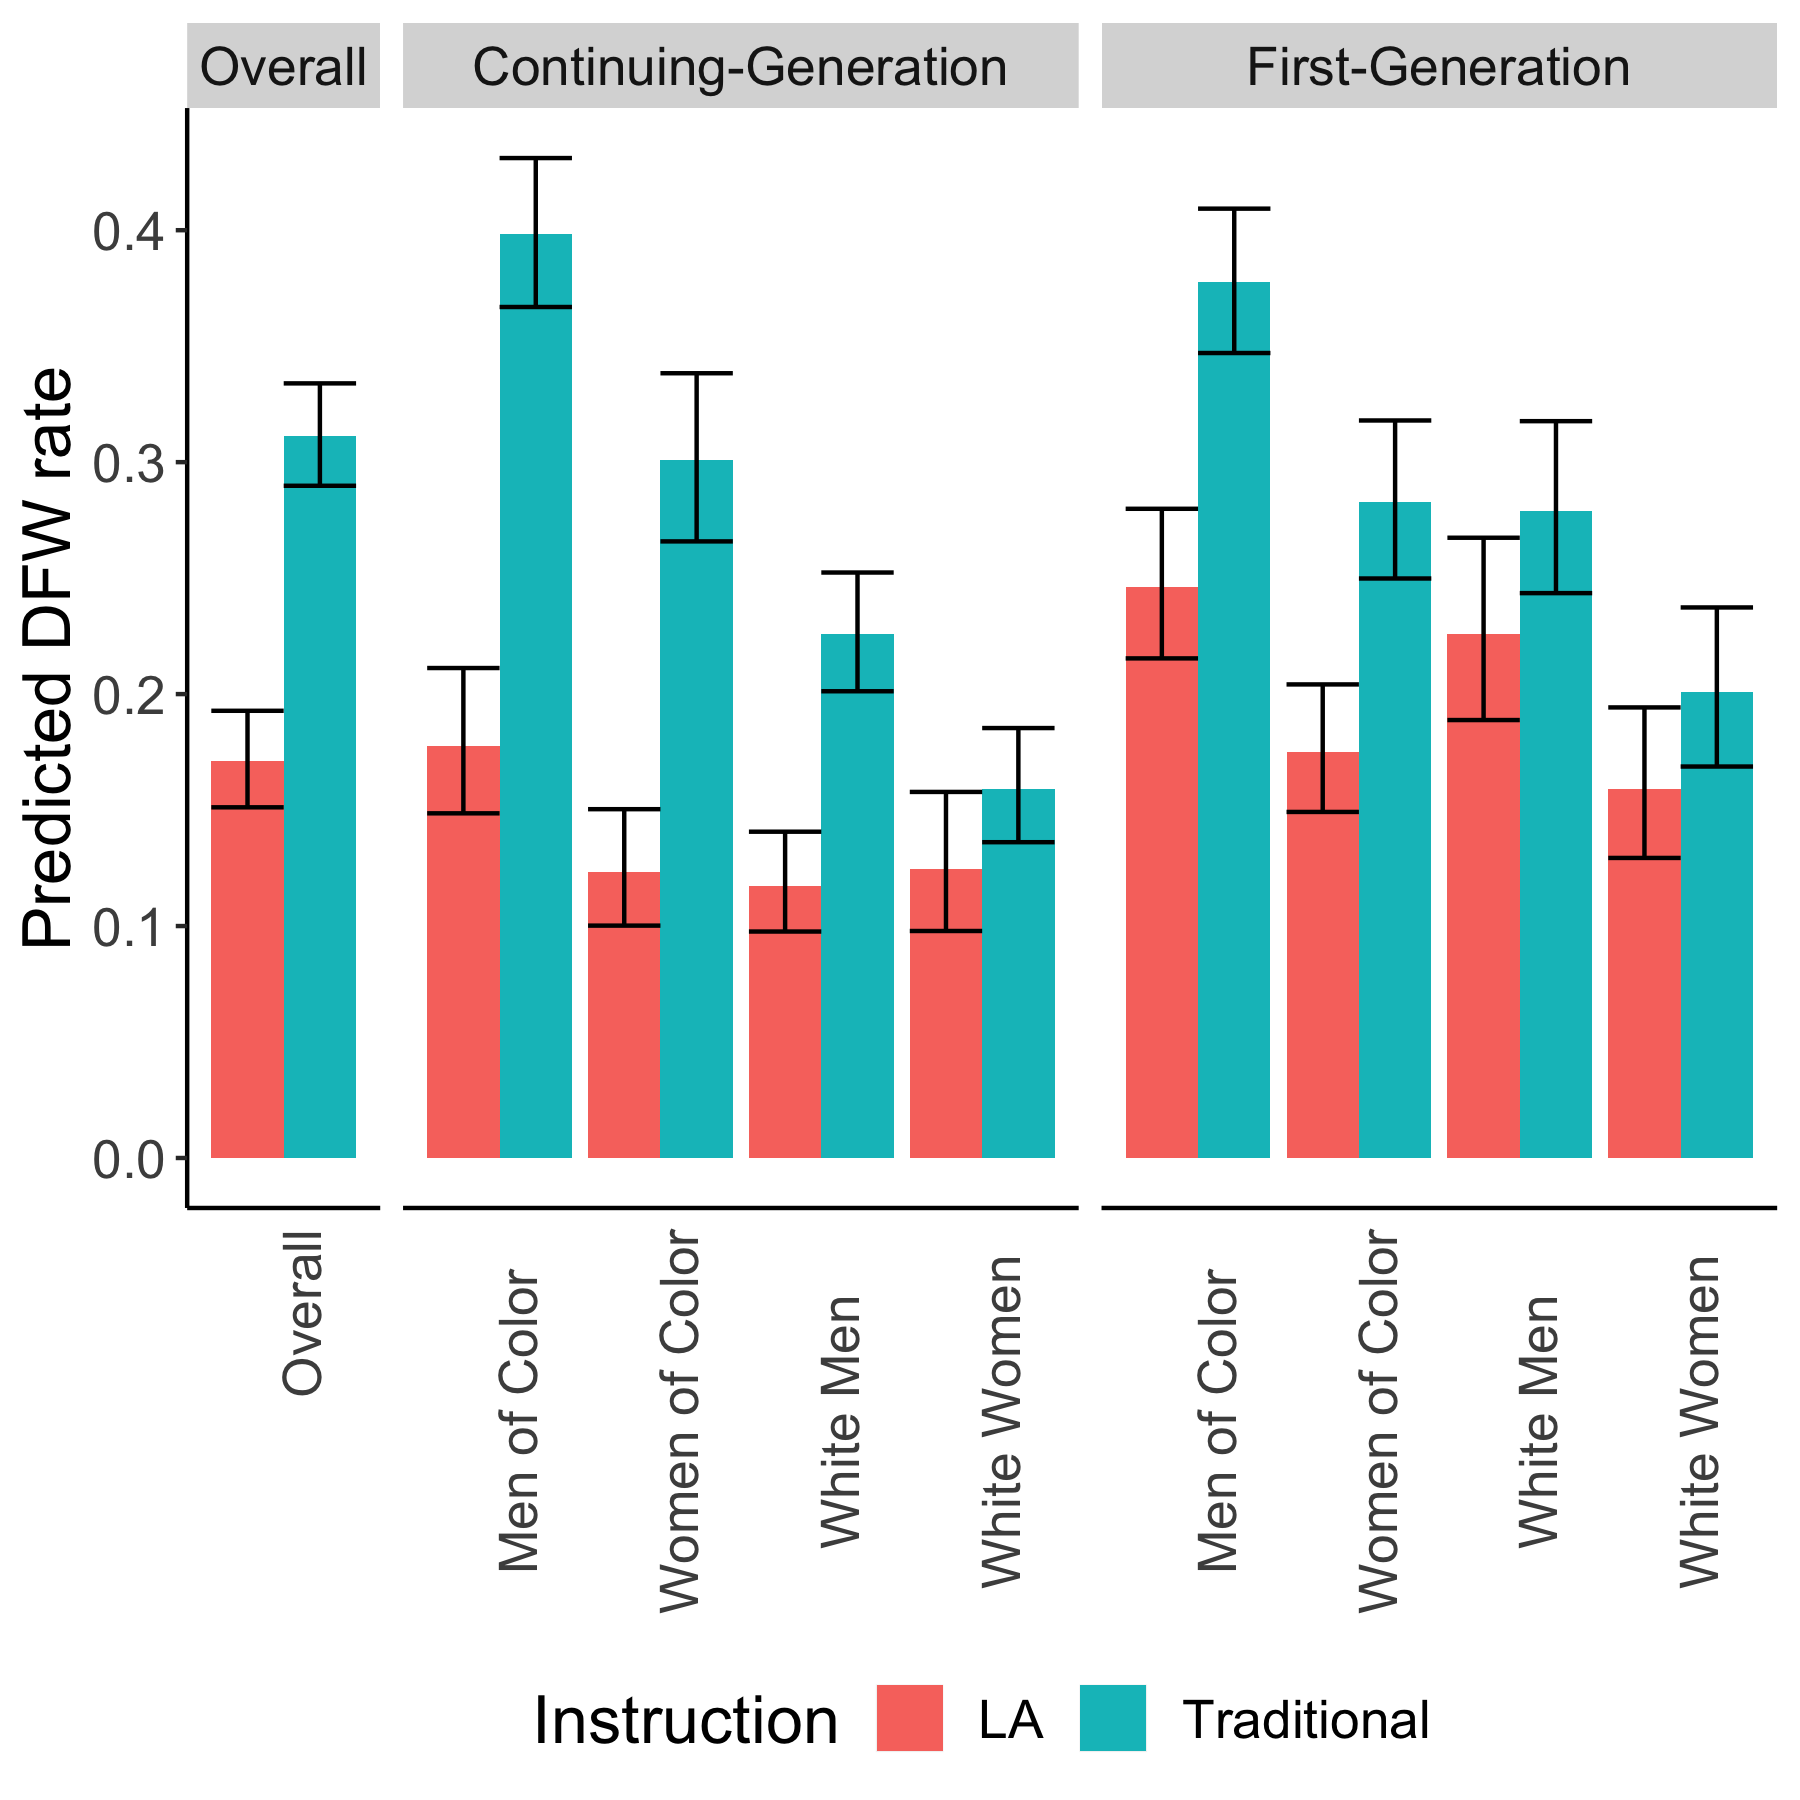 Overall
Continuing-Generation
First-Generation
Predicted DFW rate
0.4
0.3
0.2
0.1
0.0
Overall
Men of Color
Women of Color
White Men
White Women
Men of Color
Women of Color
White Men
White Women
Instruction LA Traditional